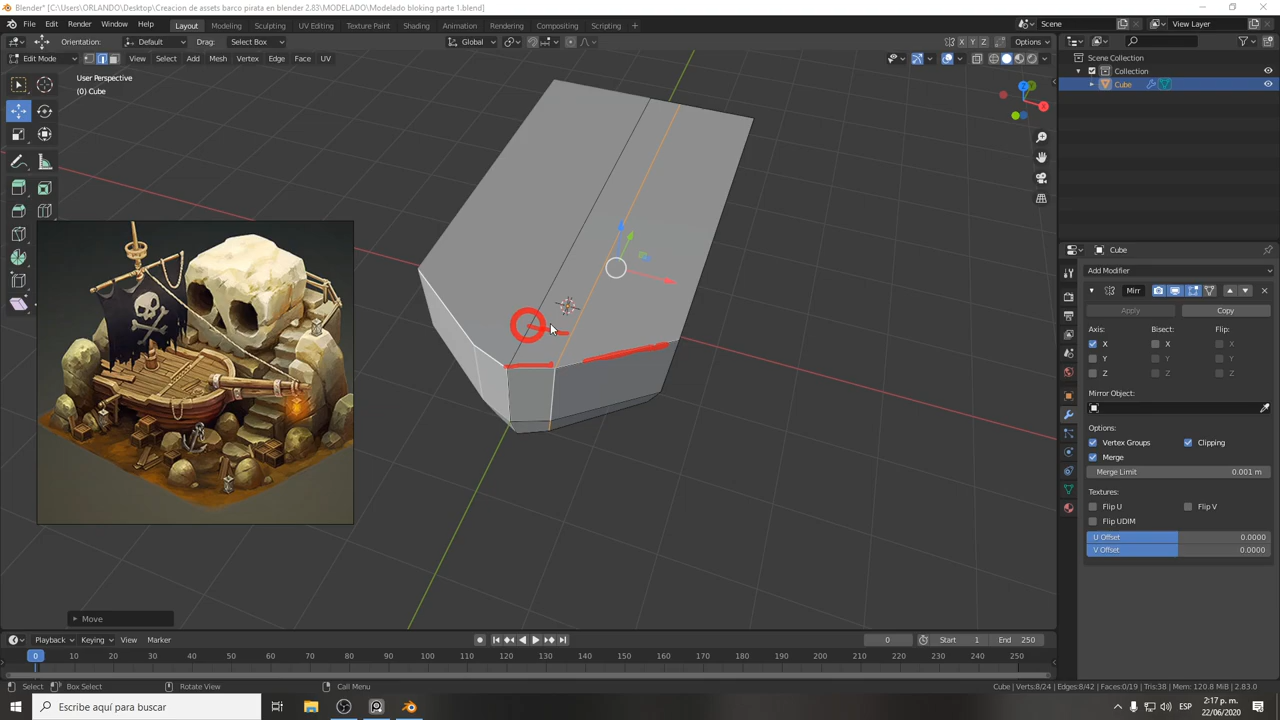 Blender* [C:\Users\ORLANDO\Desktop\Creacion de assets barco pirata en blender 2.83\MODELADO\Modelado bloking parte 1.blend]
File Edit Render Window Help
Layout Modeling Sculpting UV Editing Texture Paint Shading Animation Rendering Compositing Scripting +
Scene View Layer
Orientation: Default Drag: Select Box Global X Y Z Options
Edit Mode View Select Add Mesh Vertex Edge Face UV
User Perspective
(0) Cube
Scene Collection
Collection
Cube
Cube
Add Modifier
Mirr
Apply Copy
Axis: Bisect: Flip:
X X X
Y Y Y
Z Z Z
Mirror Object:
Options:
Vertex Groups Clipping
Merge
Merge Limit 0.001 m
Textures:
Flip U Flip V
Flip UDIM
U Offset 0.0000
V Offset 0.0000
Move
Playback Keying View Marker 0 Start 1 End 250
0 10 20 30 40 50 60 70 80 90 100 110 120 130 140 150 160 170 180 190 200 210 220 230 240 250
Select Box Select Rotate View Call Menu Cube | Verts:8/24 | Edges:8/42 | Faces:0/19 | Tris:38 | Mem: 120.8 MiB | 2.83.0
Escribe aquí para buscar ESP 2:17 p. m.
22/06/2020